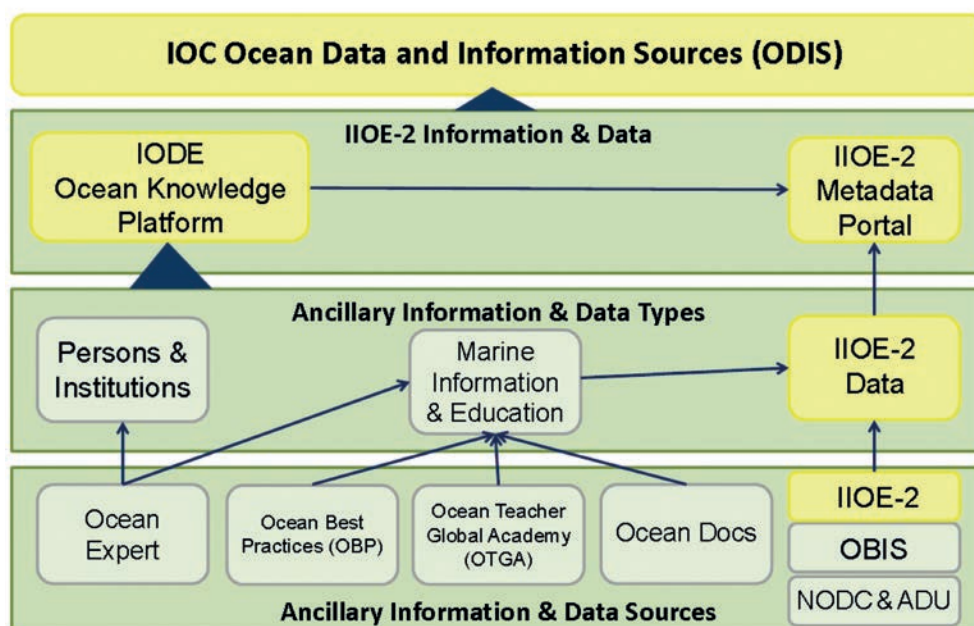 IOC Ocean Data and Information Sources (ODIS)
IIOE-2 Information & Data
IODE
Ocean Knowledge
Platform
IIOE-2
Metadata
Portal
Ancillary Information & Data Types
Persons &
Institutions
Marine
Information
& Education
IIOE-2
Data
Ocean
Expert
Ocean Best
Practices (OBP)
Ocean Teacher
Global Academy
(OTGA)
Ocean Docs
IIOE-2
OBIS
NODC & ADU
Ancillary Information & Data Sources